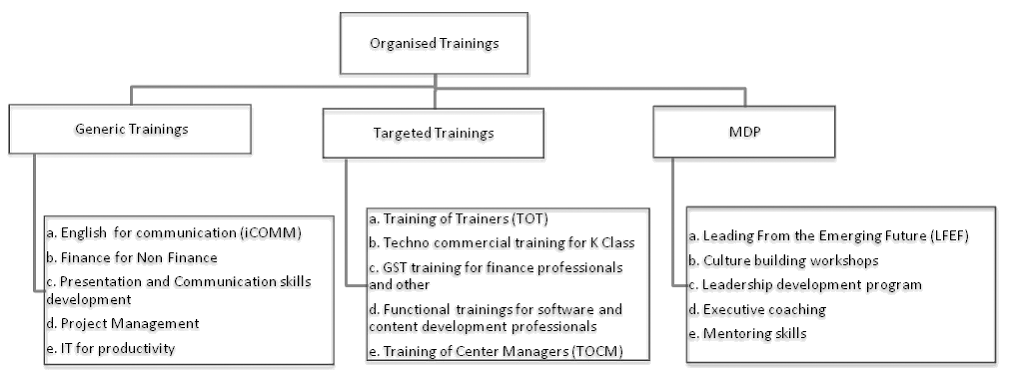 Organised Trainings
Generic Trainings
Targeted Trainings
MDP
a. English for communication (iCOMM)
b. Finance for Non Finance
c. Presentation and Communication skills
development
d. Project Management
e. IT for productivity
a. Training of Trainers (TOT)
b. Techno commercial training for K Class
c. GST training for finance professionals
and other
d. Functional trainings for software and
content development professionals
e. Training of Center Managers (TOCM)
a. Leading From the Emerging Future (LFEF)
b. Culture building workshops
c. Leadership development program
d. Executive coaching
e. Mentoring skills